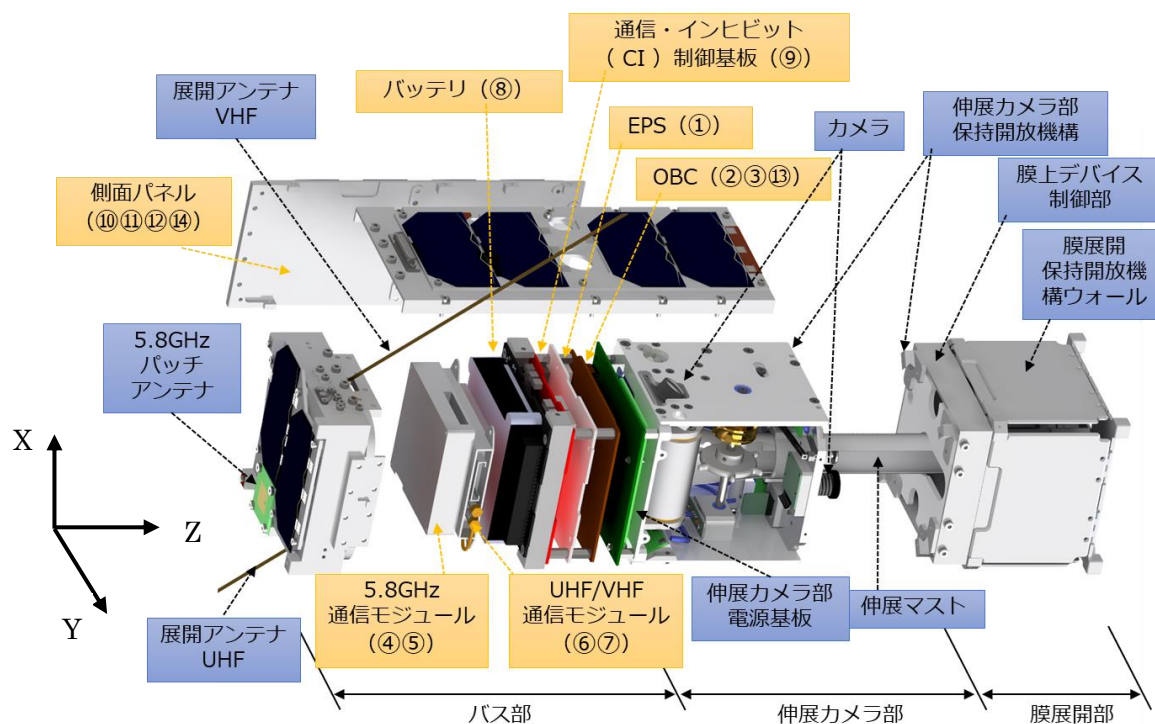 通信・インヒビット
（ CI ）制御基板（⑨）
展開アンテナ
VHF
バッテリ（⑧）
EPS（①）
カメラ
伸展カメラ部
保持開放機構
OBC（②③⑬）
膜上デバイス
制御部
側面パネル
（⑩⑪⑫⑭）
膜展開
保持開放機
構ウォール
5.8GHz
パッチ
アンテナ
X
Z
Y
5.8GHz
通信モジュール
（④⑤）
UHF/VHF
通信モジュール
（⑥⑦）
伸展カメラ部
電源基板
伸展マスト
展開アンテナ
UHF
バス部
伸展カメラ部
膜展開部